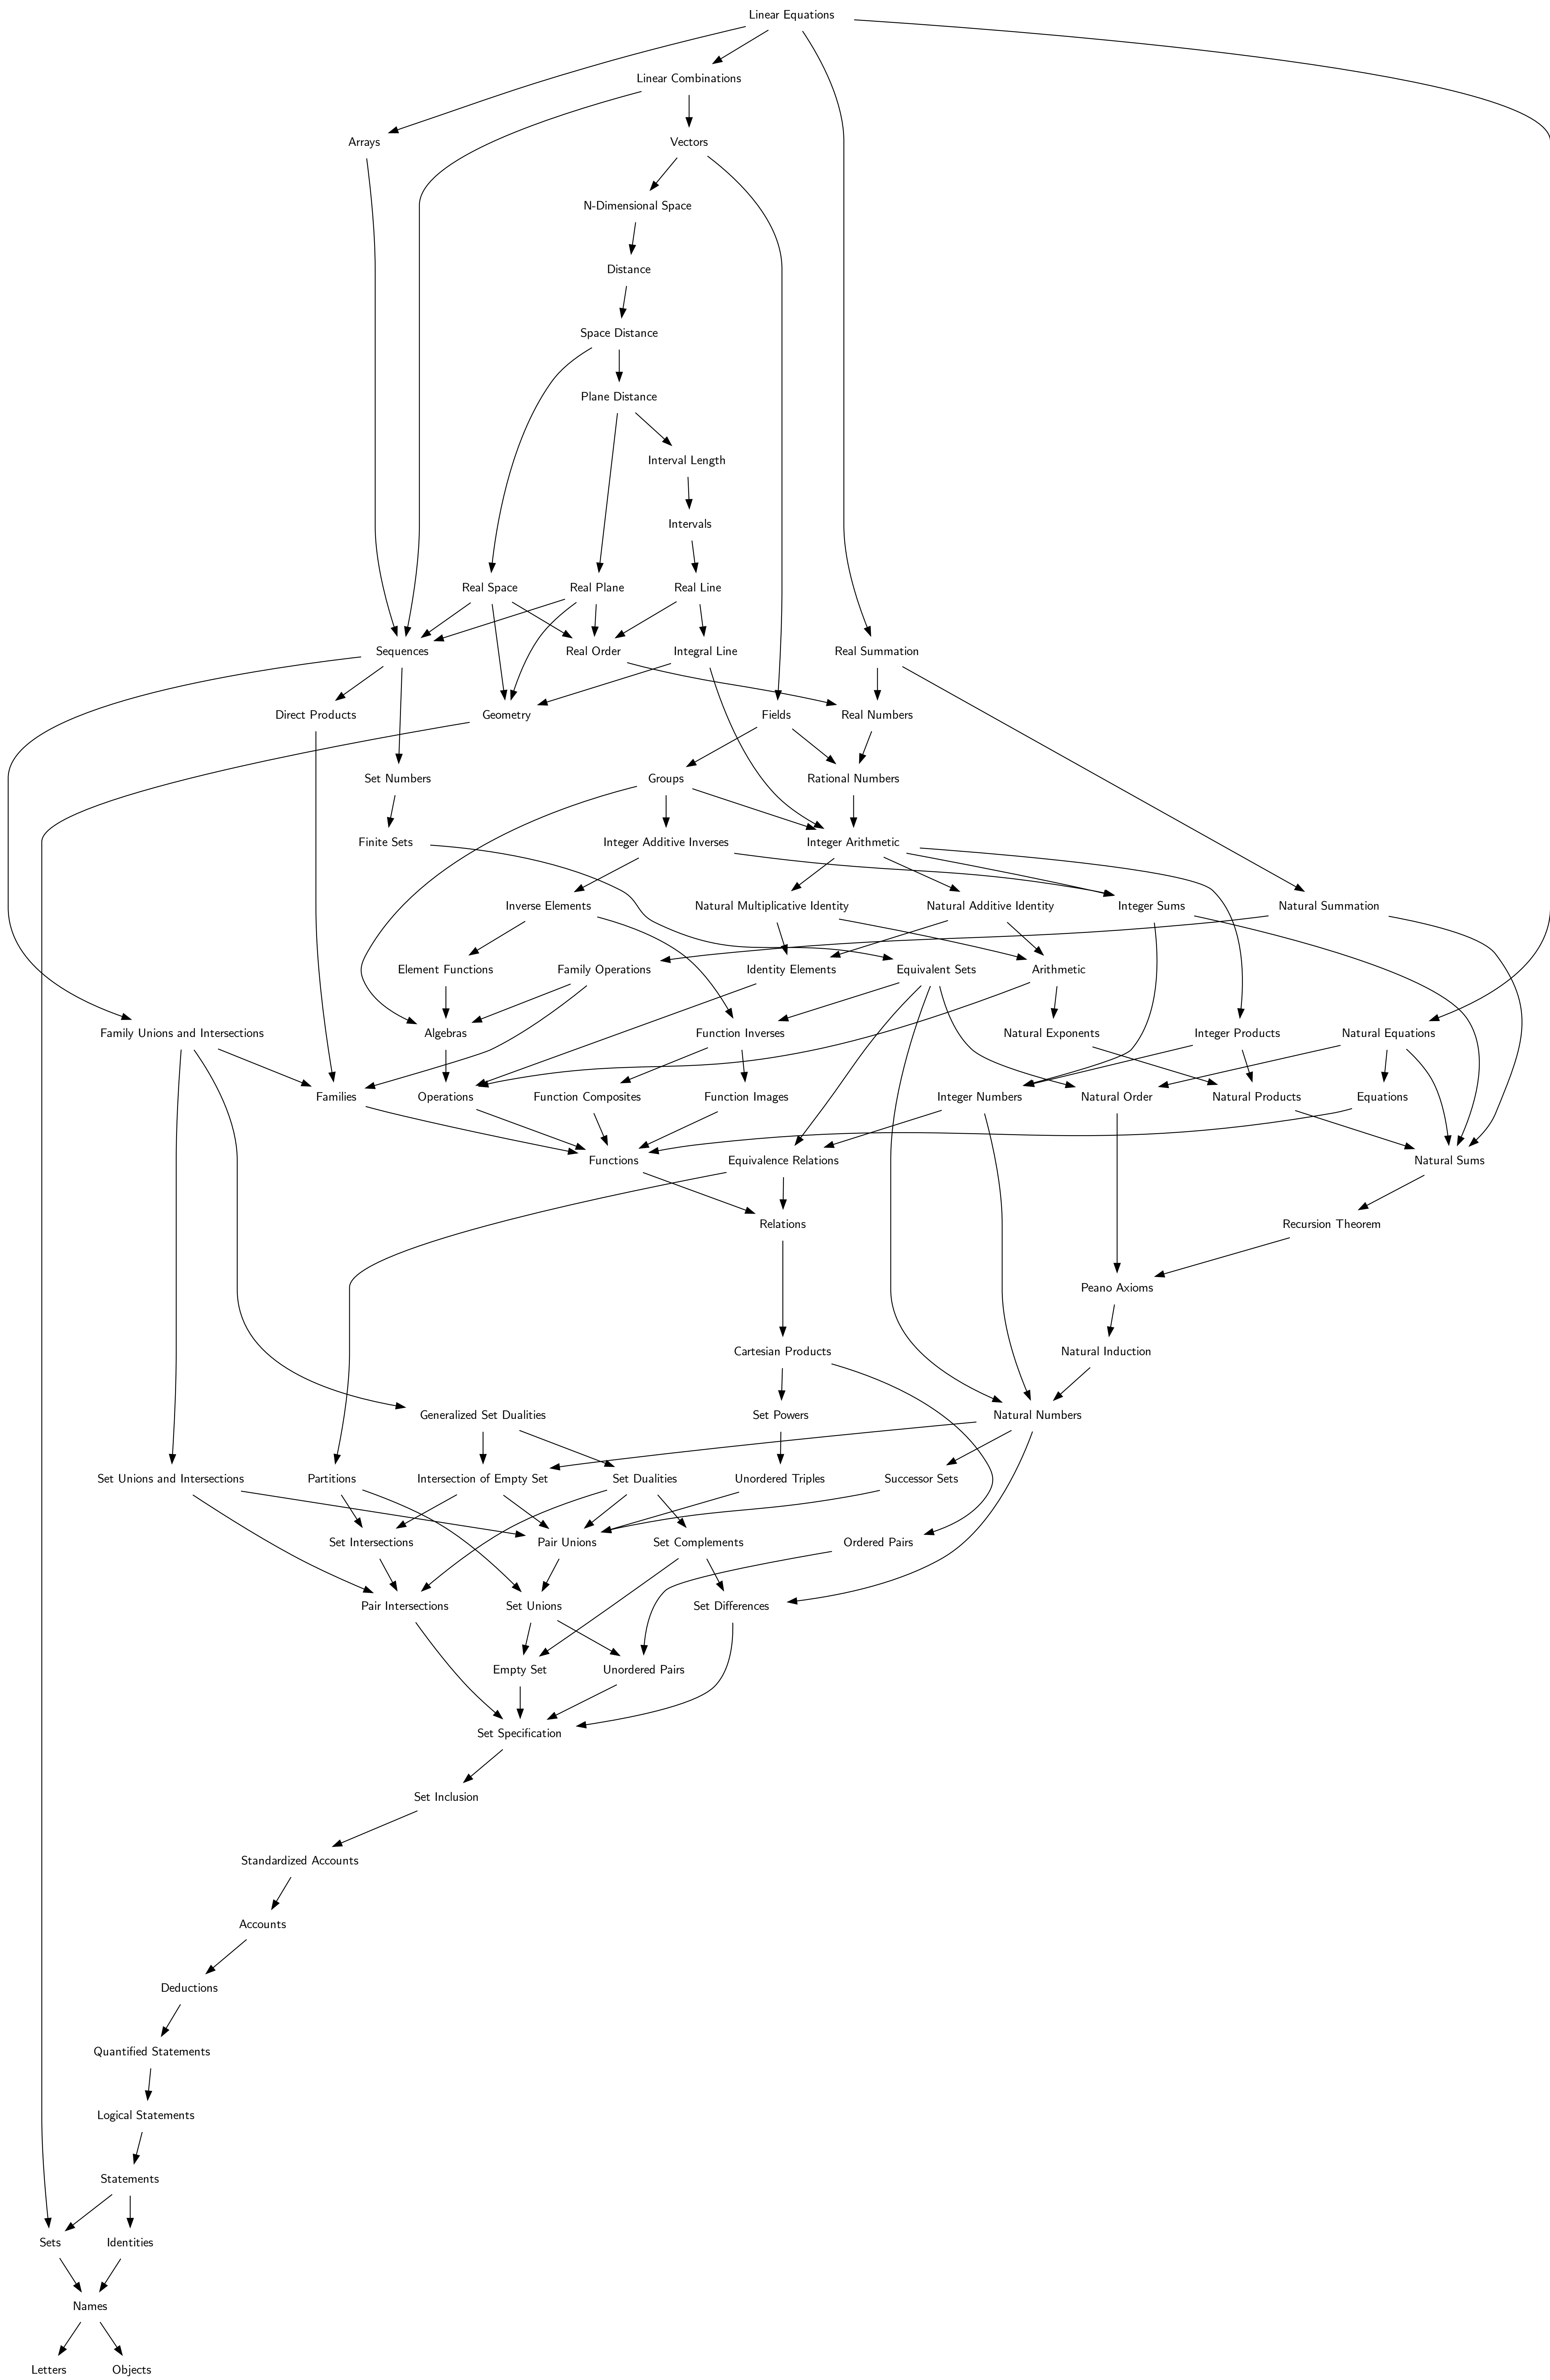 Linear Equations
Linear Combinations
Arrays
Vectors
N-Dimensional Space
Distance
Space Distance
Plane Distance
Interval Length
Intervals
Real Space
Real Plane
Real Line
Sequences
Real Order
Integral Line
Real Summation
Direct Products
Geometry
Fields
Real Numbers
Set Numbers
Groups
Rational Numbers
Finite Sets
Integer Additive Inverses
Integer Arithmetic
Inverse Elements
Natural Multiplicative Identity
Natural Additive Identity
Integer Sums
Natural Summation
Element Functions
Family Operations
Identity Elements
Equivalent Sets
Arithmetic
Family Unions and Intersections
Algebras
Function Inverses
Natural Exponents
Integer Products
Natural Equations
Families
Operations
Function Composites
Function Images
Integer Numbers
Natural Order
Natural Products
Equations
Functions
Equivalence Relations
Natural Sums
Relations
Recursion Theorem
Peano Axioms
Cartesian Products
Natural Induction
Generalized Set Dualities
Set Powers
Natural Numbers
Set Unions and Intersections
Partitions
Intersection of Empty Set
Set Dualities
Unordered Triples
Successor Sets
Set Intersections
Pair Unions
Set Complements
Ordered Pairs
Pair Intersections
Set Unions
Set Differences
Empty Set
Unordered Pairs
Set Specification
Set Inclusion
Standardized Accounts
Accounts
Deductions
Quantified Statements
Logical Statements
Statements
Sets
Identities
Names
Letters
Objects